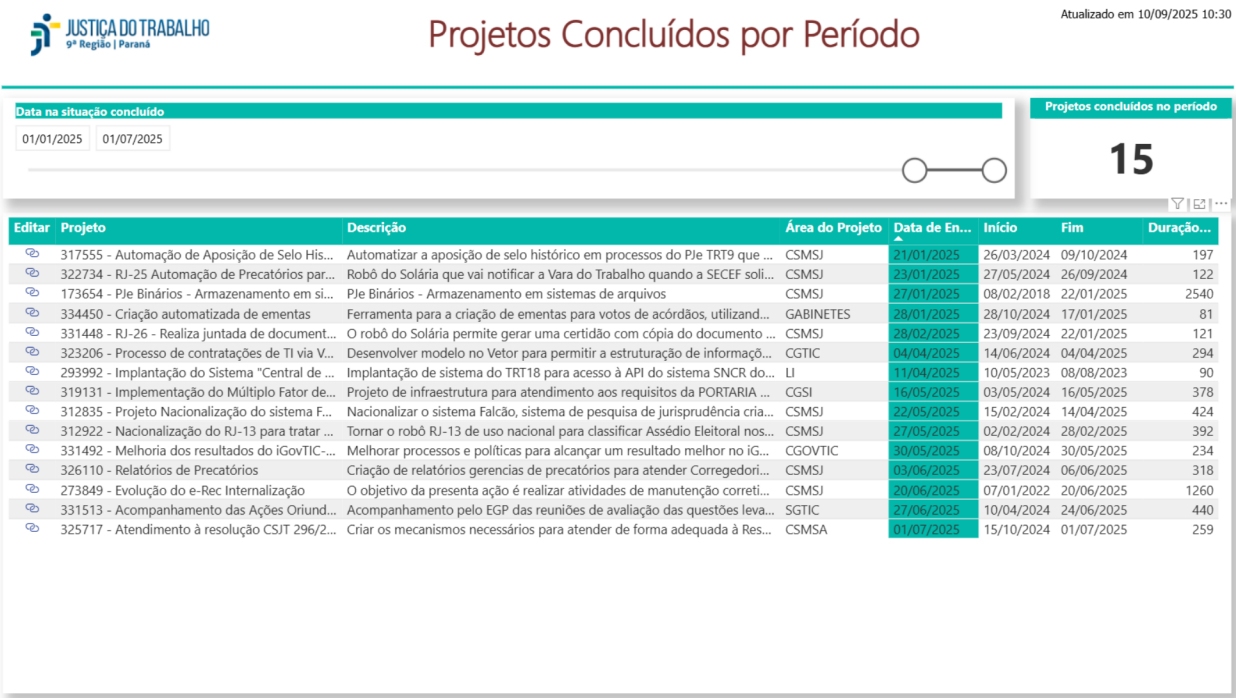 JUSTIÇA DO TRABALHO
9ª Região | Paraná
Projetos Concluídos por Período
Atualizado em 10/09/2025 10:30
Data na situação concluído
01/01/2025 01/07/2025
Projetos concluídos no período
15
Editar Projeto Descrição Área do Projeto Data de En... Início Fim Duração...
317555 - Automação de Aposição de Selo His... Automatizar a aposição de selo histórico em processos do PJe TRT9 que ... CSMSJ 21/01/2025 26/03/2024 09/10/2024 197
322734 - RJ-25 Automação de Precatórios par... Robô do Solária que vai notificar a Vara do Trabalho quando a SECEF soli... CSMSJ 23/01/2025 27/05/2024 26/09/2024 122
173654 - PJe Binários - Armazenamento em si... PJe Binários - Armazenamento em sistemas de arquivos CSMSJ 27/01/2025 08/02/2018 22/01/2025 2540
334450 - Criação automatizada de ementas Ferramenta para a criação de ementas para votos de acórdãos, utilizand... GABINETES 28/01/2025 28/10/2024 17/01/2025 81
331448 - RJ-26 - Realiza juntada de document... O robô do Solária permite gerar uma certidão com cópia do documento ... CSMSJ 28/02/2025 23/09/2024 22/01/2025 121
323206 - Processo de contratações de TI via V... Desenvolver modelo no Vetor para permitir a estruturação de informaçõ... CGTIC 04/04/2025 14/06/2024 04/04/2025 294
293992 - Implantação do Sistema "Central de ... Implantação de sistema do TRT18 para acesso à API do sistema SNCR do... LI 11/04/2025 10/05/2023 08/08/2023 90
319131 - Implementação do Múltiplo Fator de... Projeto de infraestrutura para atendimento aos requisitos da PORTARIA ... CGSI 16/05/2025 03/05/2024 16/05/2025 378
312835 - Projeto Nacionalização do sistema F... Nacionalizar o sistema Falcão, sistema de pesquisa de jurisprudência cria... CSMSJ 22/05/2025 15/02/2024 14/04/2025 424
312922 - Nacionalização do RJ-13 para tratar ... Tornar o robô RJ-13 de uso nacional para classificar Assédio Eleitoral nos... CSMSJ 27/05/2025 02/02/2024 28/02/2025 392
331492 - Melhoria dos resultados do iGovTIC-... Melhorar processos e políticas para alcançar um resultado melhor no iG... CGOVTIC 30/05/2025 08/10/2024 30/05/2025 234
326110 - Relatórios de Precatórios Criação de relatórios gerencias de precatórios para atender Corregedori... CSMSJ 03/06/2025 23/07/2024 06/06/2025 318
273849 - Evolução do e-Rec Internalização O objetivo da presenta ação é realizar atividades de manutenção correti... CSMSJ 20/06/2025 07/01/2022 20/06/2025 1260
331513 - Acompanhamento das Ações Oriund... Acompanhamento pelo EGP das reuniões de avaliação das questões leva... SGTIC 27/06/2025 10/04/2024 24/06/2025 440
325717 - Atendimento à resolução CSJT 296/2... Criar os mecanismos necessários para atender de forma adequada à Res... CSMSA 01/07/2025 15/10/2024 01/07/2025 259